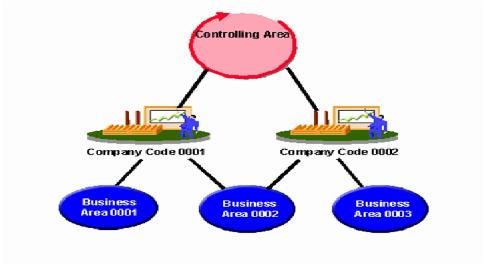 Controlling Area
Company Code 0001
Company Code 0002
Business
Area 0001
Business
Area 0002
Business
Area 0003